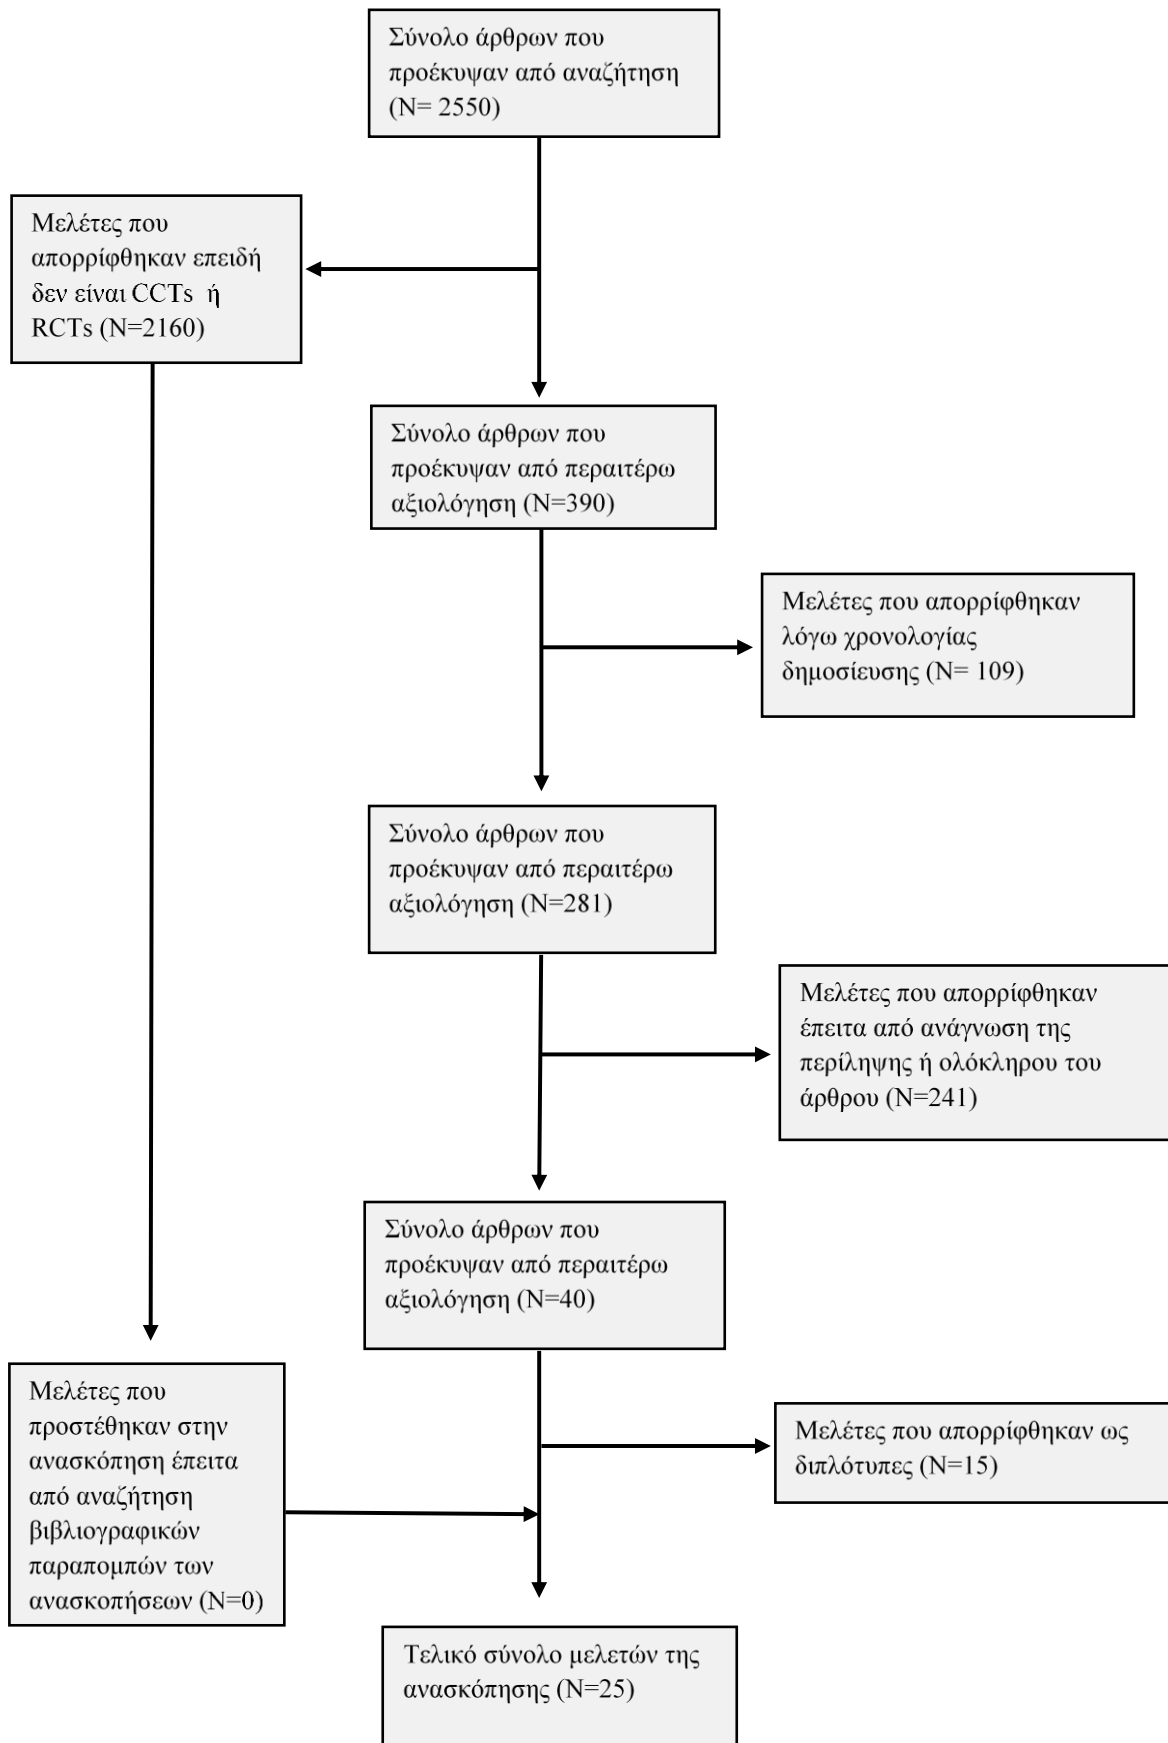 Σύνολο άρθρων που
προέκυψαν από αναζήτηση
(N= 2550)
Μελέτες που
απορρίφθηκαν επειδή
δεν είναι CCTs ή
RCTs (N=2160)
Σύνολο άρθρων που
προέκυψαν από περαιτέρω
αξιολόγηση (N=390)
Μελέτες που απορρίφθηκαν
λόγω χρονολογίας
δημοσίευσης (N= 109)
Σύνολο άρθρων που
προέκυψαν από περαιτέρω
αξιολόγηση (N=281)
Μελέτες που απορρίφθηκαν
έπειτα από ανάγνωση της
περίληψης ή ολόκληρου του
άρθρου (N=241)
Σύνολο άρθρων που
προέκυψαν από περαιτέρω
αξιολόγηση (N=40)
Μελέτες που
προστέθηκαν στην
ανασκόπηση έπειτα
από αναζήτηση
βιβλιογραφικών
παραπομπών των
ανασκοπήσεων (N=0)
Μελέτες που απορρίφθηκαν ως
διπλότυπες (N=15)
Τελικό σύνολο μελετών της
ανασκόπησης (N=25)